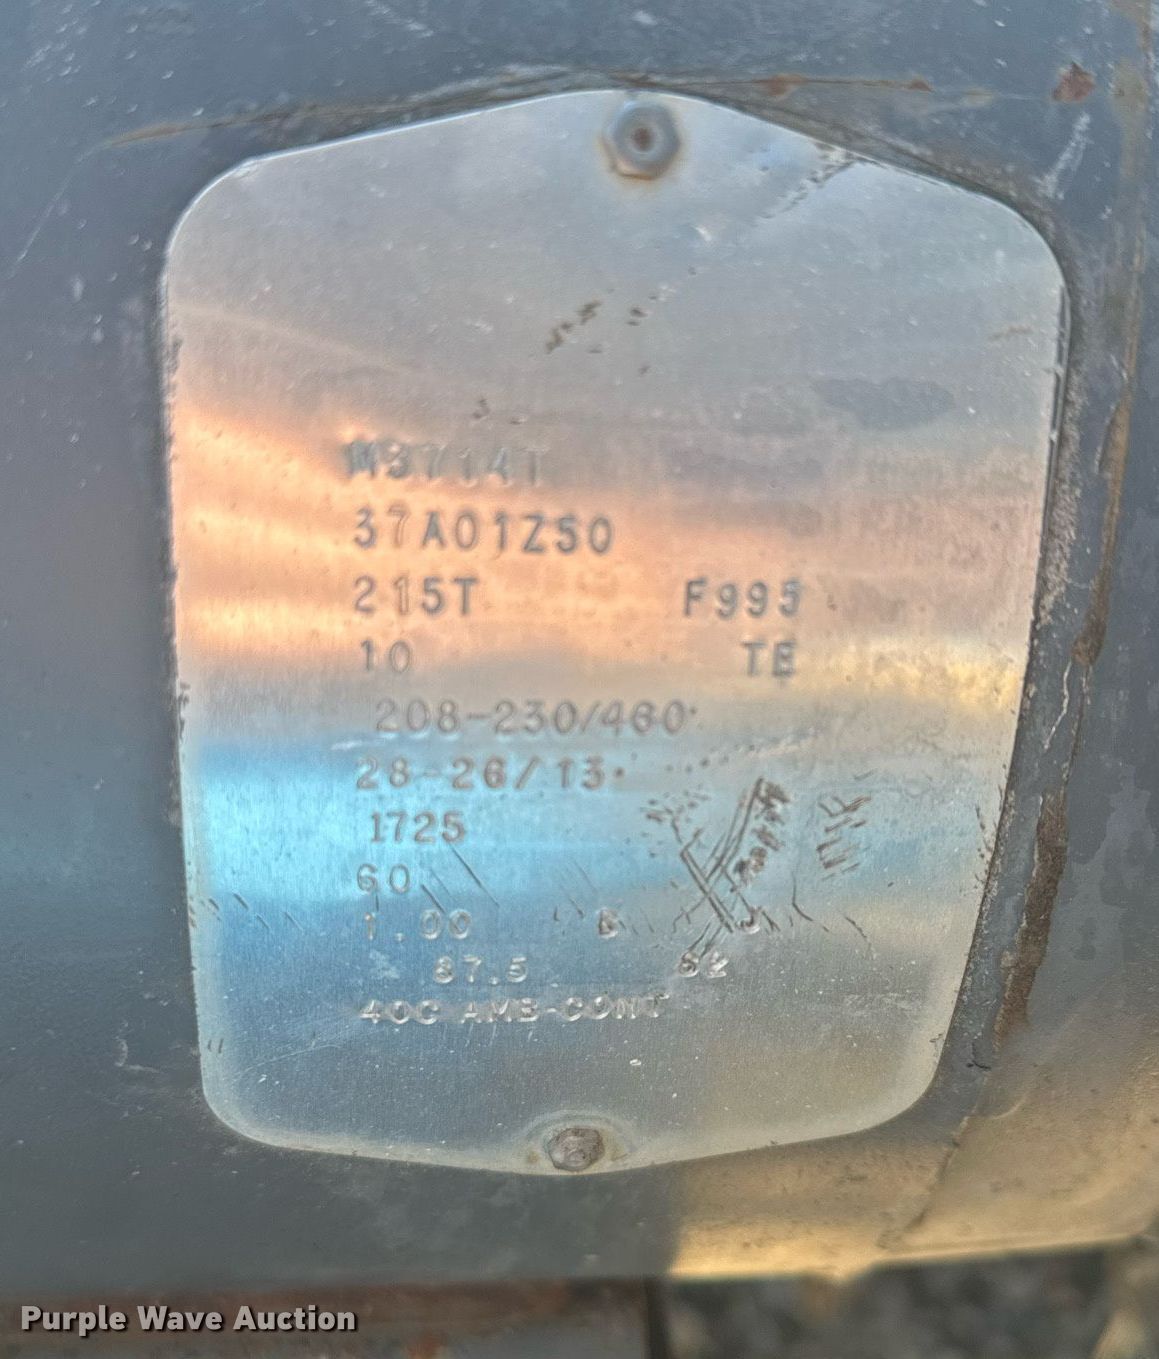 M3714T
37A01Z50
215T F995
10 TE
208-230/460
28-26/13
1725
60
1.00 B J
87.5 82
40C AMB-CONT
Purple Wave Auction